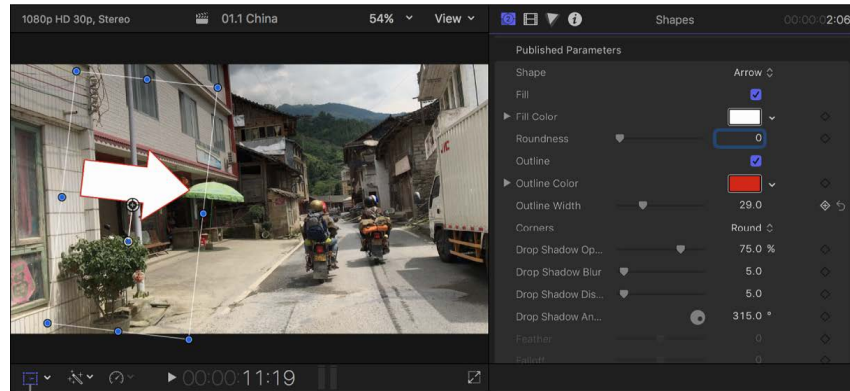 1080p HD 30p, Stereo
01.1 China
54%
View
Shapes
00:00:02:06
Published Parameters
Shape
Arrow
Fill
Fill Color
Roundness
0
Outline
Outline Color
Outline Width
29.0
Corners
Round
Drop Shadow Op...
75.0 %
Drop Shadow Blur
5.0
Drop Shadow Dis...
5.0
Drop Shadow An...
315.0 °
Feather
0
Falloff
00:00:11:19